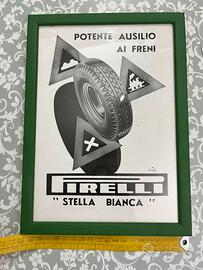 POTENTE AUSILIO
AI FRENI
PIRELLI
" STELLA BIANCA "